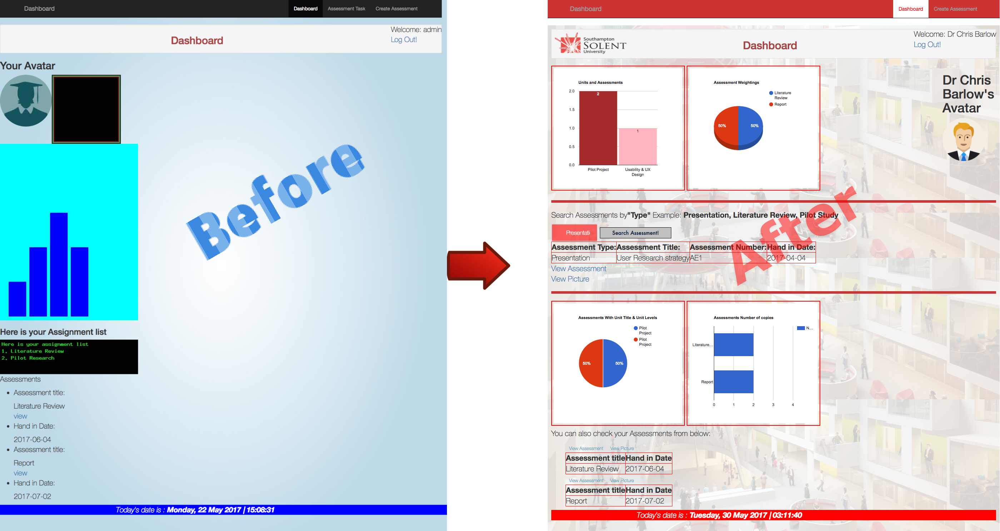 Dashboard
Dashboard Assessment Task Create Assessment
Welcome: admin
Log Out!
Dashboard
Your Avatar
Before
Here is your Assignment list
Here is your assignment list
1. Literature Review
2. Pilot Research
Assessments
Assessment title:
Literature Review
view
Hand in Date:
2017-06-04
Assessment title:
Report
view
Hand in Date:
2017-07-02
Today's date is : Monday, 22 May 2017 | 15:08:31
Dashboard
Dashboard Create Assessment
Southampton
SOLENT
University
Dashboard
Welcome: Dr Chris Barlow
Log Out!
Units and Assessments
2.0
1.5
1.0
0.5
0.0
2
1
Pilot Project
Usability & UX
Design
Assessment Weightings
Literature
Review
Report
50% 50%
Dr Chris
Barlow's
Avatar
After
Search Assessments by"Type" Example: Presentation, Literature Review, Pilot Study
Presentati Search Assessment!
Assessment Type: Assessment Title: Assessment Number: Hand in Date:
Presentation User Research strategy AE1 2017-04-04
View Assessment
View Picture
Assessments With Unit Title & Unit Levels
Pilot
Project
Pilot
Project
50% 50%
Assessments Number of copies
N...
Literature...
Report
0 1 2 3 4
You can also check your Assessments from below:
View Assessment View Picture
Assessment title Hand in Date
Literature Review 2017-06-04
View Assessment View Picture
Assessment title Hand in Date
Report 2017-07-02
Today's date is : Tuesday, 30 May 2017 | 03:11:40